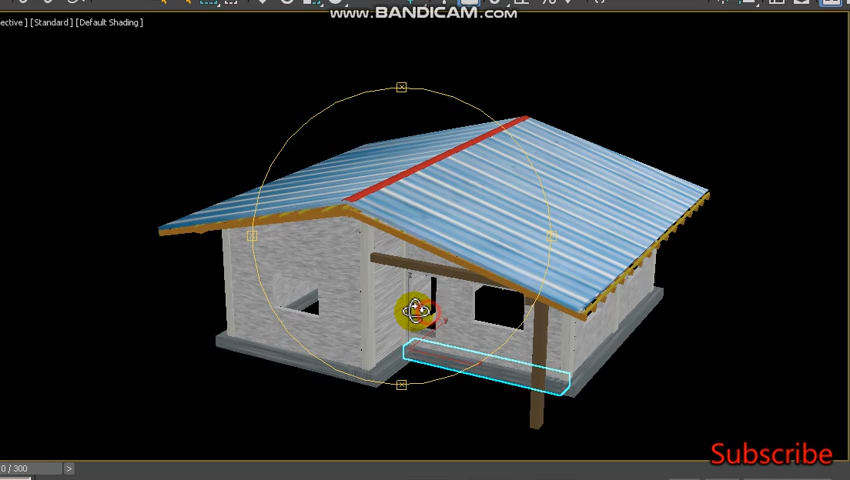 www.BANDICAM.com
ective ] [Standard ] [Default Shading ]
0 / 300 >
Subscribe